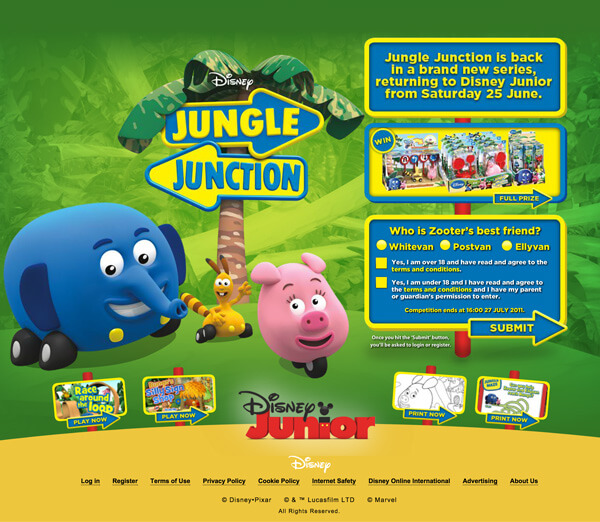 Disney
JUNGLE
JUNCTION
Jungle Junction is back
in a brand new series,
returning to Disney Junior
from Saturday 25 June.
WIN
FULL PRIZE
Who is Zooter's best friend?
Whitevan Postvan Ellyvan
Yes, I am over 18 and have read and agree to the
terms and conditions.
Yes, I am under 18 and I have read and agree
to the terms and conditions and I have my parent
or guardian's permission to enter.
Competition ends at 16:00 27 JULY 2011.
SUBMIT
Once you hit the 'Submit' button,
you'll be asked to login or register.
Race
around
the loop
PLAY NOW
Silly Sign
Shop
PLAY NOW
Disney
Junior
PRINT NOW
PRINT NOW
Disney
Log in Register Terms of Use Privacy Policy Cookie Policy Internet Safety Disney Online International Advertising About Us
© Disney•Pixar © & ™ Lucasfilm LTD © Marvel
All Rights Reserved.